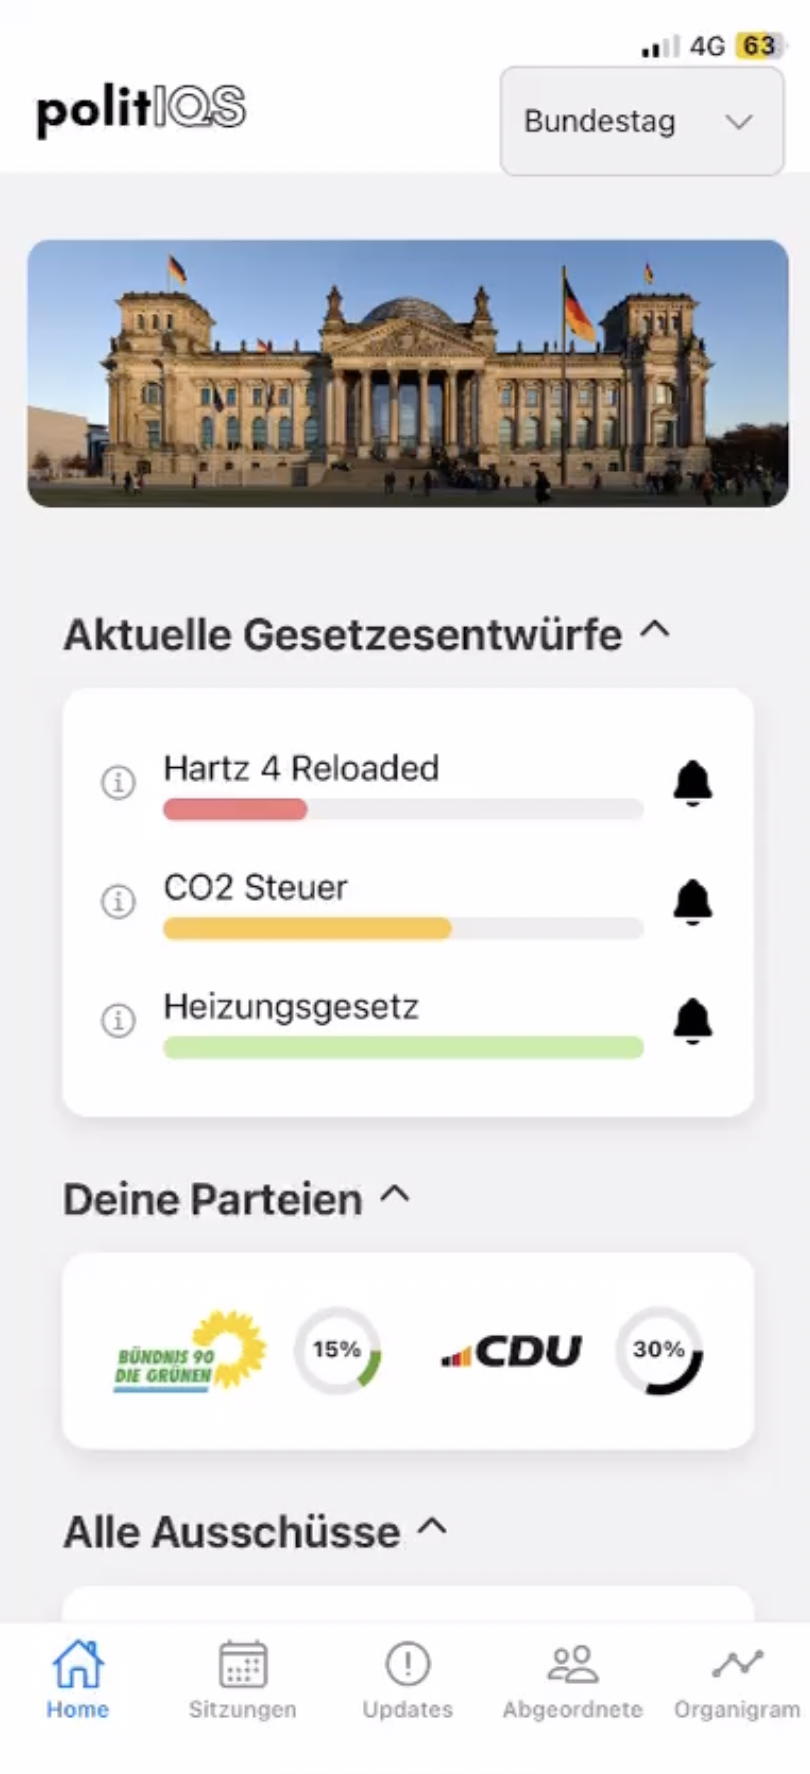 4G 63
politIQS
Bundestag
Aktuelle Gesetzesentwürfe
Hartz 4 Reloaded
CO2 Steuer
Heizungsgesetz
Deine Parteien
BÜNDNIS 90
DIE GRÜNEN
15%
CDU
30%
Alle Ausschüsse
Home
Sitzungen
Updates
Abgeordnete
Organigram